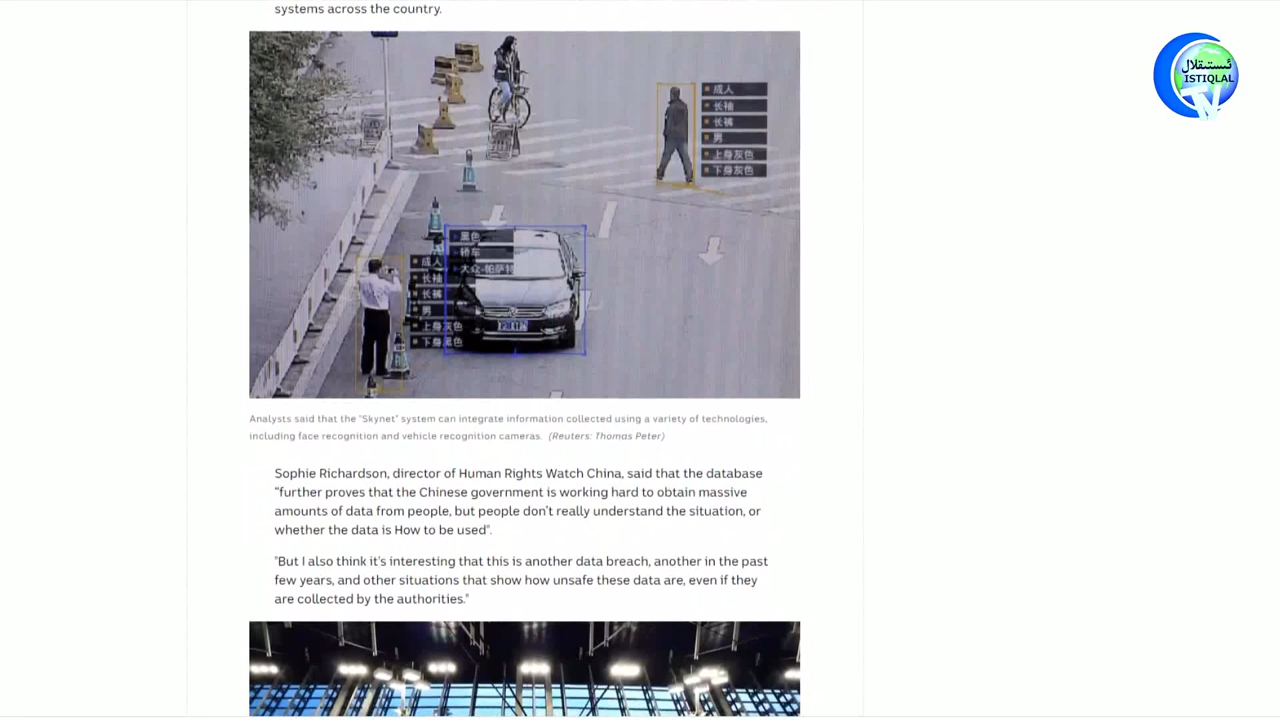 systems across the country.
ئىستىقلال
ISTIQLAL
TV
成人
长袖
长裤
男
上身灰色
下身灰色
黑色
轿车
大众-帕萨特
成人
长袖
长裤
男
上身灰色
下身黑色
Analysts said that the "Skynet" system can integrate information collected using a variety of technologies,
including face recognition and vehicle recognition cameras. (Reuters: Thomas Peter)
Sophie Richardson, director of Human Rights Watch China, said that the database
"further proves that the Chinese government is working hard to obtain massive
amounts of data from people, but people don't really understand the situation, or
whether the data is How to be used".
"But I also think it's interesting that this is another data breach, another in the past
few years, and other situations that show how unsafe these data are, even if they
are collected by the authorities."